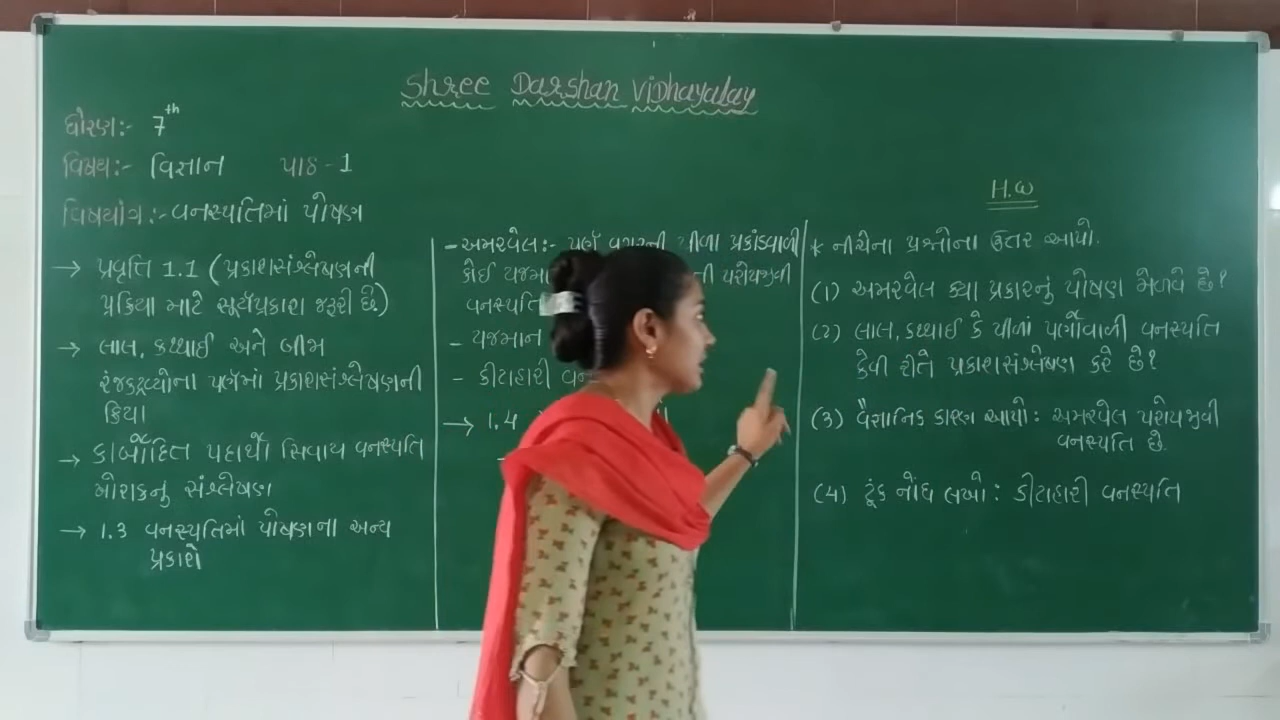 Shree Darshan Vidhayalay
ધોરણ:- 7th
વિષય:- વિજ્ઞાન પાઠ - 1
વિષયાંગ:- વનસ્પતિમાં પોષણ
→ પ્રવૃત્તિ 1.1 (પ્રકાશસંશ્લેષણની
પ્રક્રિયા માટે સૂર્યપ્રકાશ જરૂરી છે.)
→ લાલ, કથ્થાઈ અને બીમ
રંજકદ્રવ્યોના પર્ણમાં પ્રકાશસંશ્લેષણની
ક્રિયા
→ કાર્બોદિત પદાર્થો સિવાય વનસ્પતિ
ખોરાકનું સંશ્લેષણ
→ 1.3 વનસ્પતિમાં પોષણના અન્ય
પ્રકારો
- અમરવેલ:- પર્ણ વગરની પીળા પ્રકાંડવાળી
કોઈ પરોપજીવી
વનસ્પતિ
- યજમાન
- કીટાહારી
→ 1.4
H.W
* નીચેના પ્રશ્નોના ઉત્તર આપો.
(1) અમરવેલ ક્યા પ્રકારનું પોષણ મેળવે છે?
(2) લાલ, કથ્થાઈ કે પીળાં પર્ણોવાળી વનસ્પતિ
કેવી રીતે પ્રકાશસંશ્લેષણ કરે છે?
(3) વૈજ્ઞાનિક કારણ આપો: અમરવેલ પરોપજીવી
વનસ્પતિ છે.
(4) ટૂંક નોંધ લખો: કીટાહારી વનસ્પતિ